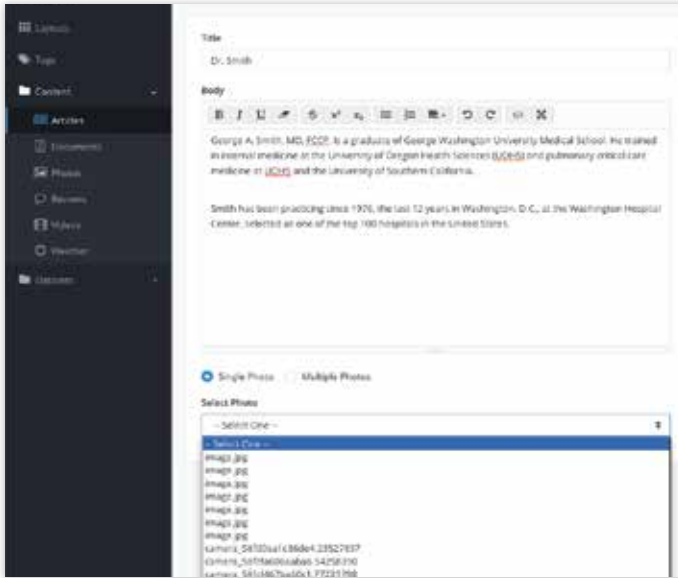 Layouts
Tags
Content
Articles
Documents
Photos
Reviews
Videos
Weather
Title
Dr. Smith
Body
B I U S
George A. Smith, MD, FCCP, is a graduate of George Washington University Medical School. He trained
in internal medicine at the University of Oregon Health Sciences (UOHS) and pulmonary critical care
medicine at UOHS and the University of Southern California.
Smith has been practicing since 1976, the last 12 years in Washington, D.C., at the Washington Hospital
Center, selected as one of the top 100 hospitals in the United States.
Single Photo Multiple Photos
Select Photo
-- Select One --
-- Select One --
image.jpg
image.jpg
image.jpg
image.jpg
image.jpg
image.jpg
image.jpg